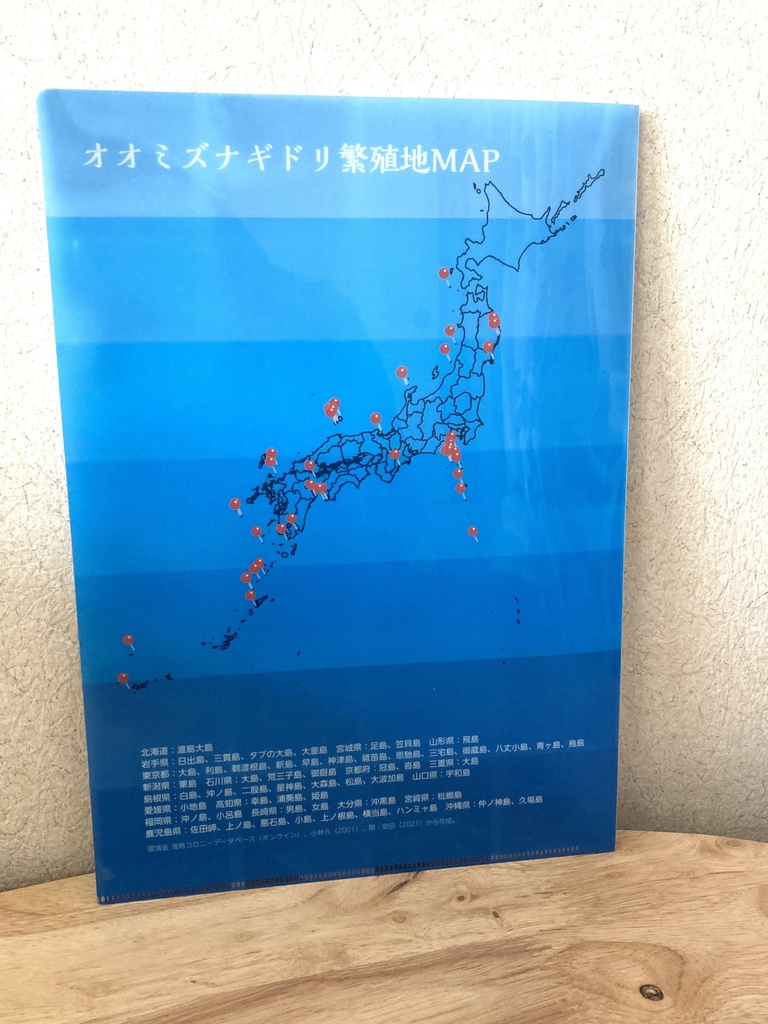 オオミズナギドリ繁殖地MAP
北海道：渡島大島
岩手県：日出島、三貫島、タブの大島、大釜島　宮城県：足島、笠貝島　山形県：飛島
東京都：大島、利島、鵜渡根島、新島、早島、神津島、祗苗島、恩馳島、三宅島、御蔵島、八丈小島、青ヶ島、鳥島
新潟県：粟島　石川県：大島、荒三子島、御厨島　京都府：冠島、沓島　三重県：大島
島根県：白島、沖ノ島、二股島、星神島、大森島、松島、大波加島　山口県：宇和島
愛媛県：小地島　高知県：幸島、蒲葵島、姫島
福岡県：沖ノ島、小呂島　長崎県：男島、女島　大分県：沖黒島　宮崎県：枇榔島
鹿児島県：佐田岬、上ノ島、悪石島、小島、上ノ根島、横当島、ハンミャ島　沖縄県：仲ノ神島、久場島
環境省 海鳥コロニーデータベース（オンライン）、小林ら（2001）、関・
（2021）から作成。